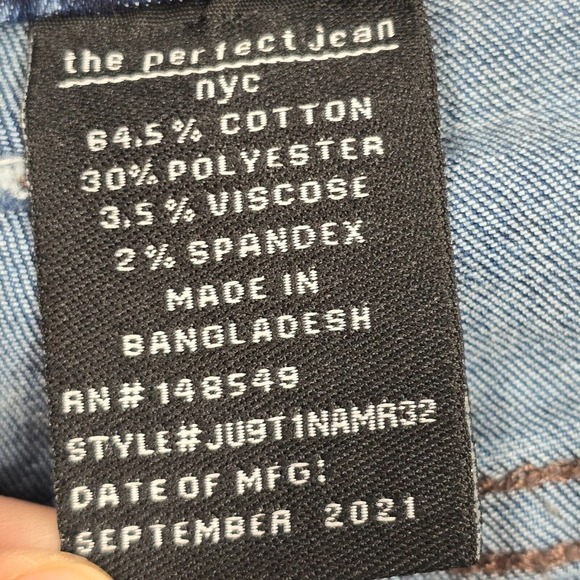 the perfect jean
nyc
64.5% COTTON
30% POLYESTER
3.5% VISCOSE
2% SPANDEX
MADE IN
BANGLADESH
RN#148549
STYLE#JUST1NAMR32
DATE OF MFG:
SEPTEMBER 2021